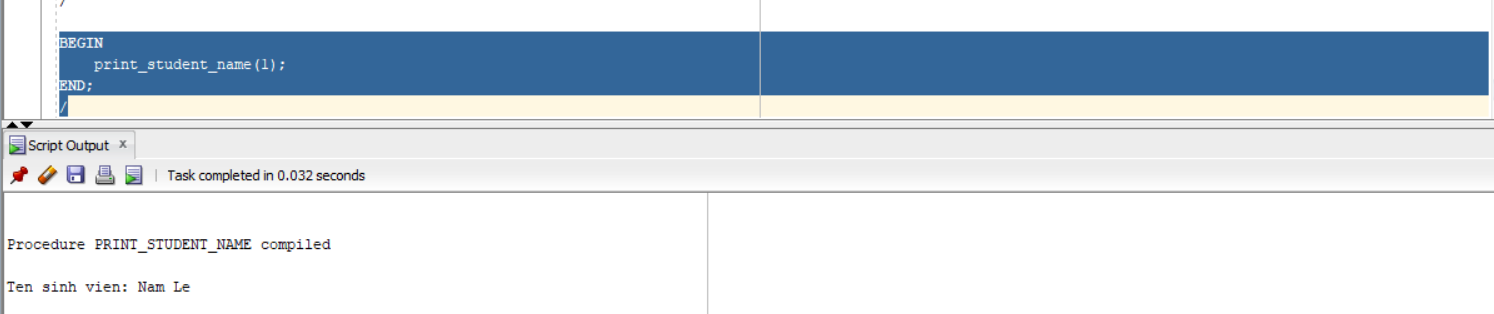 /
BEGIN
print_student_name(1);
END;
/
Script Output x
Task completed in 0.032 seconds
Procedure PRINT_STUDENT_NAME compiled
Ten sinh vien: Nam Le